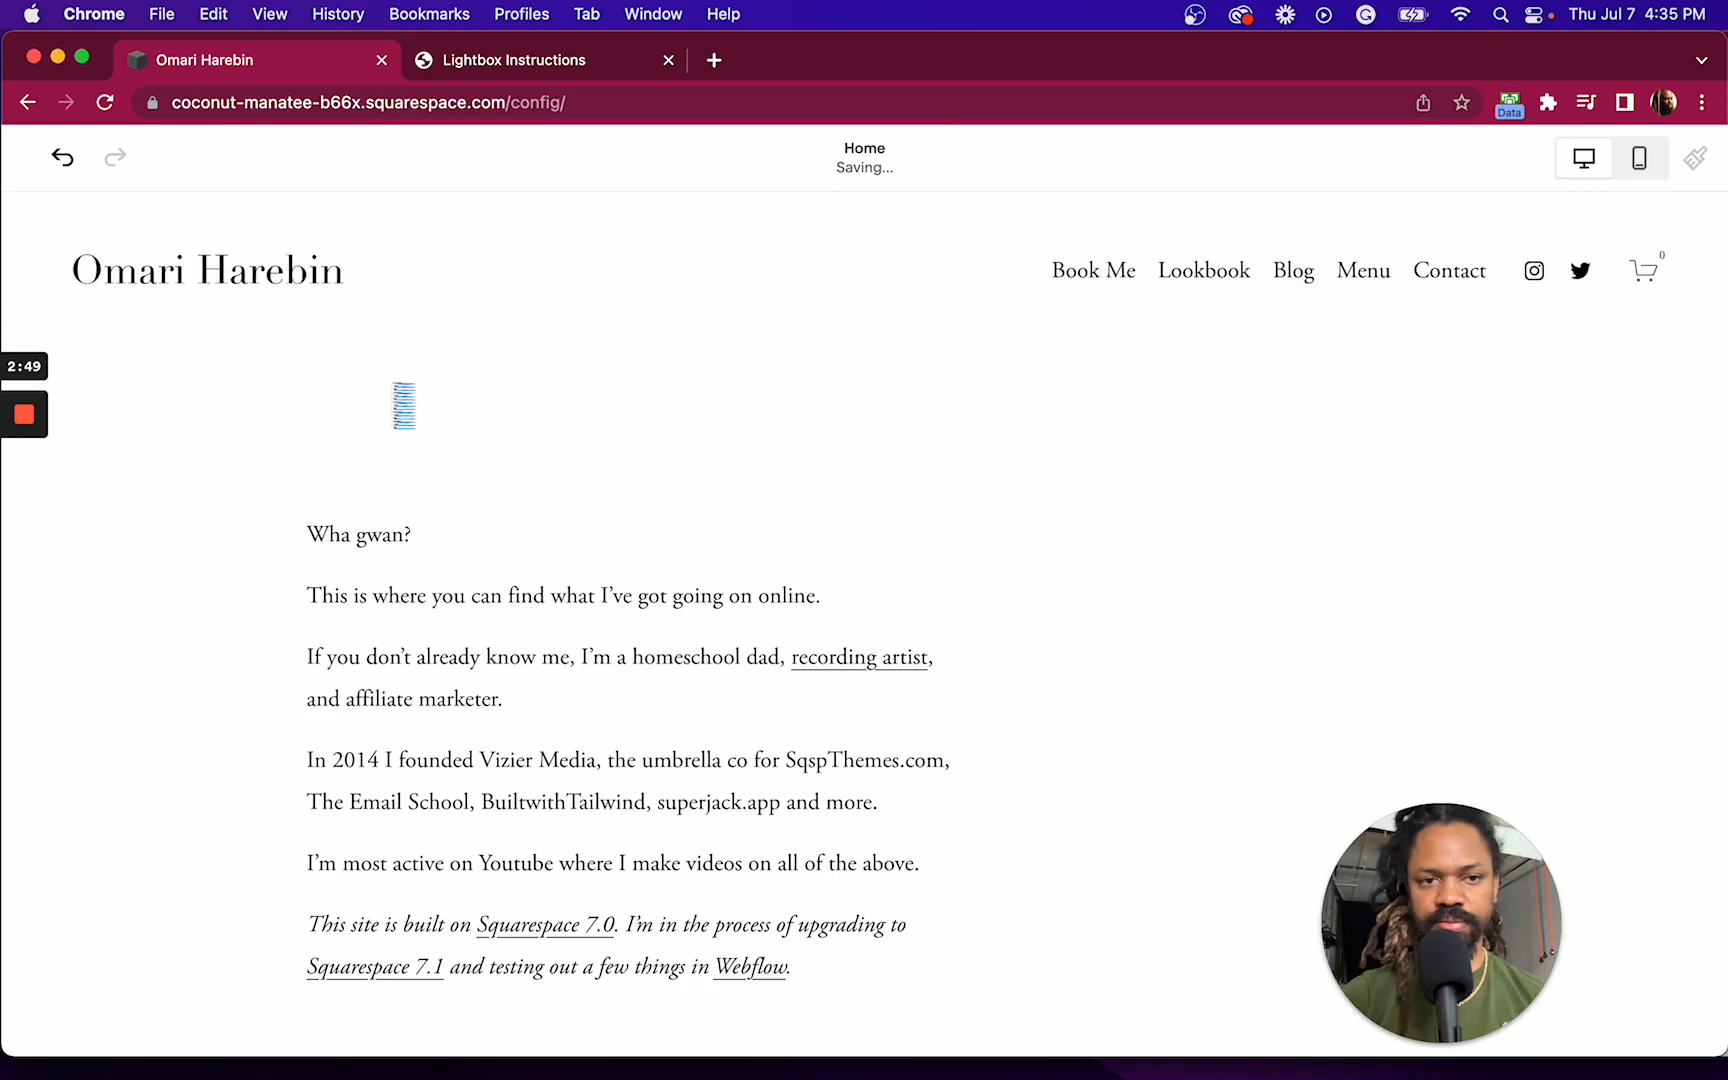 Chrome File Edit View History Bookmarks Profiles Tab Window Help Thu Jul 7 4:35 PM
Omari Harebin Lightbox Instructions
coconut-manatee-b66x.squarespace.com/config/ Data
Home
Saving...
Omari Harebin Book Me Lookbook Blog Menu Contact 0
2:49
Wha gwan?
This is where you can find what I've got going on online.
If you don't already know me, I'm a homeschool dad, recording artist,
and affiliate marketer.
In 2014 I founded Vizier Media, the umbrella co for SqspThemes.com,
The Email School, BuiltwithTailwind, superjack.app and more.
I'm most active on Youtube where I make videos on all of the above.
This site is built on Squarespace 7.0. I'm in the process of upgrading to
Squarespace 7.1 and testing out a few things in Webflow.